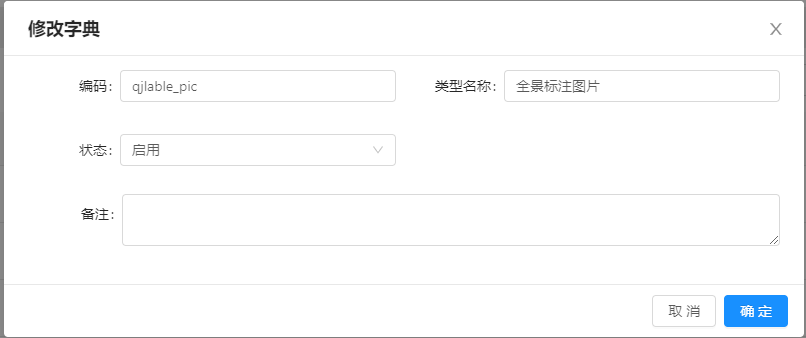 修改字典
编码: qjlable_pic 类型名称: 全景标注图片
状态: 启用
备注:
取 消 确 定